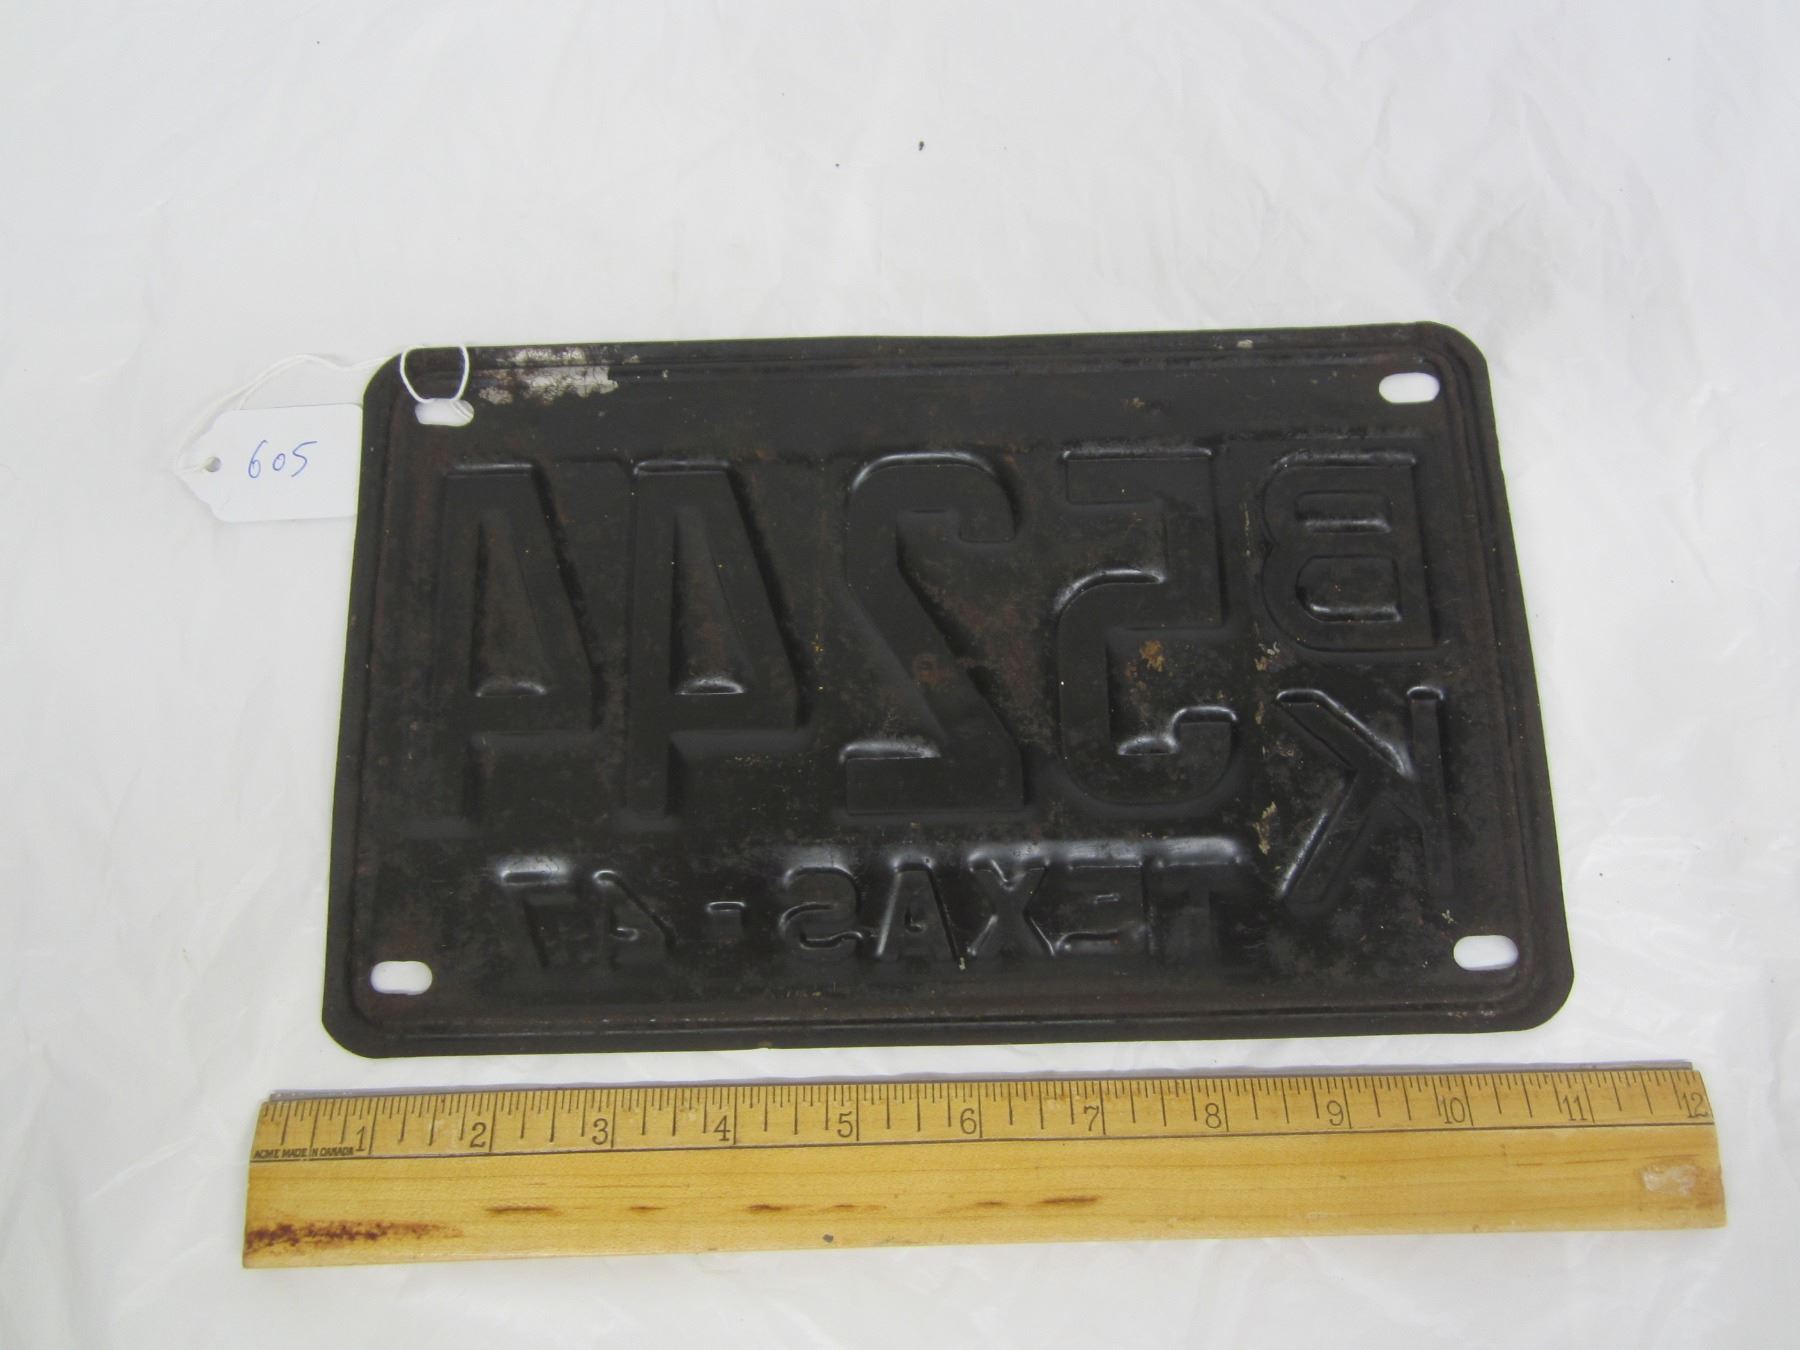 605
BK 5244
TEXAS - 47
1 2 3 4 5 6 7 8 9 10 11 12
ACME MADE IN CANADA